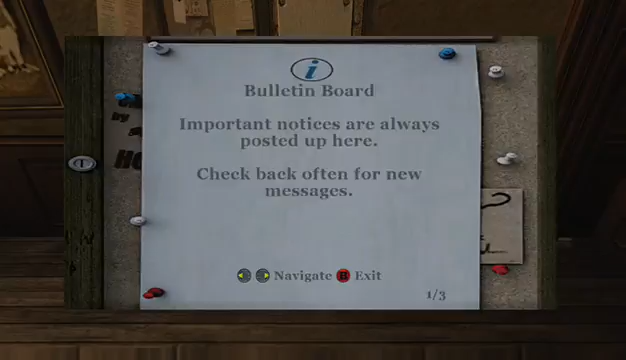 i
Bulletin Board
Important notices are always
posted up here.
Check back often for new
messages.
Navigate B Exit
1/3
by